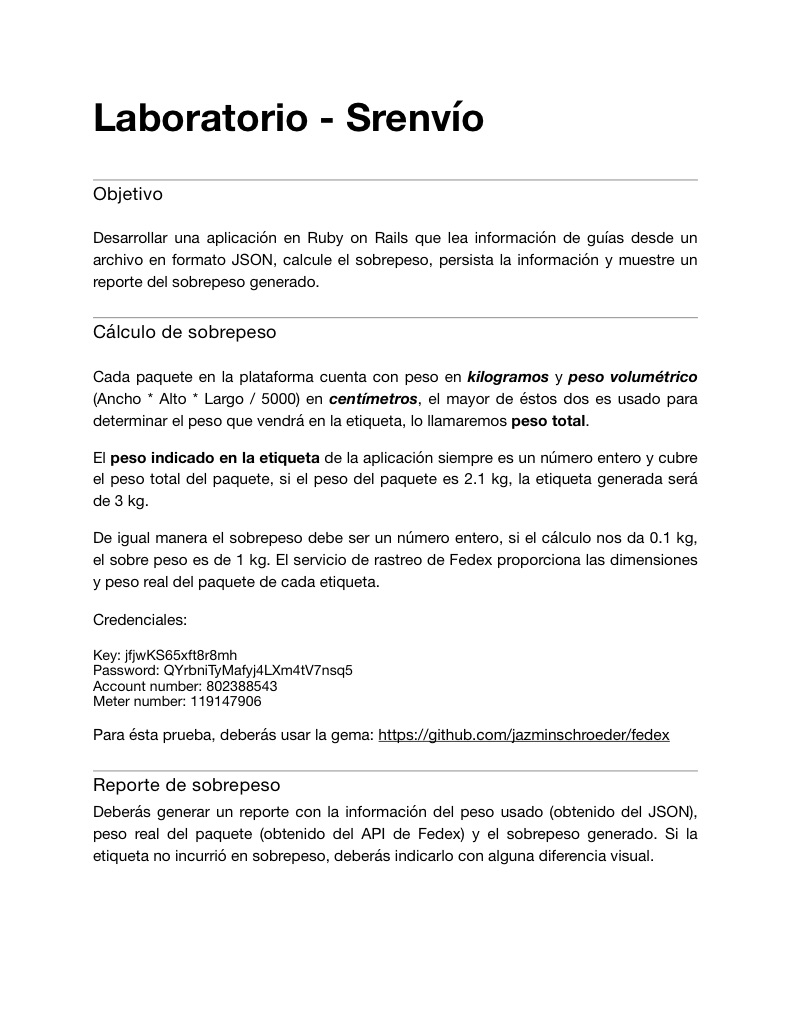 Laboratorio - Srenvío
Objetivo
Desarrollar una aplicación en Ruby on Rails que lea información de guías desde un
archivo en formato JSON, calcule el sobrepeso, persista la información y muestre un
reporte del sobrepeso generado.
Cálculo de sobrepeso
Cada paquete en la plataforma cuenta con peso en kilogramos y peso volumétrico
(Ancho * Alto * Largo / 5000) en centímetros, el mayor de éstos dos es usado para
determinar el peso que vendrá en la etiqueta, lo llamaremos peso total.
El peso indicado en la etiqueta de la aplicación siempre es un número entero y cubre
el peso total del paquete, si el peso del paquete es 2.1 kg, la etiqueta generada será
de 3 kg.
De igual manera el sobrepeso debe ser un número entero, si el cálculo nos da 0.1 kg,
el sobre peso es de 1 kg. El servicio de rastreo de Fedex proporciona las dimensiones
y peso real del paquete de cada etiqueta.
Credenciales:
Key: jfjwKS65xft8r8mh
Password: QYrbniTyMafyj4LXm4tV7nsq5
Account number: 802388543
Meter number: 119147906
Para ésta prueba, deberás usar la gema: https://github.com/jazminschroeder/fedex
Reporte de sobrepeso
Deberás generar un reporte con la información del peso usado (obtenido del JSON),
peso real del paquete (obtenido del API de Fedex) y el sobrepeso generado. Si la
etiqueta no incurrió en sobrepeso, deberás indicarlo con alguna diferencia visual.